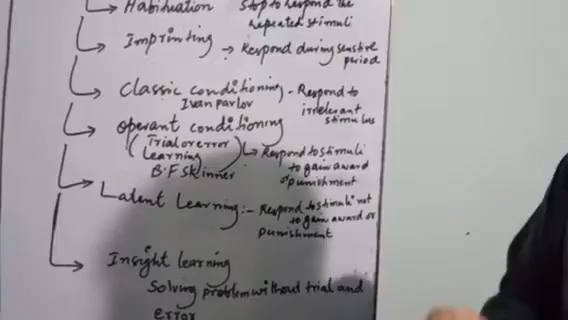 Habituation Stop to Respond the
repeated stimuli
Imprinting → Respond during sensitive
period
Classic conditioning - Respond to
Ivan Pavlov irrelevant
stimulus
Operant conditioning
(Trial or error
Learning) → Respond to stimuli
B.F Skinner to gain award
or punishment
Latent Learning :- Respond to stimuli not
to gain award or
punishment
Insight learning
Solving problem without trial and
error